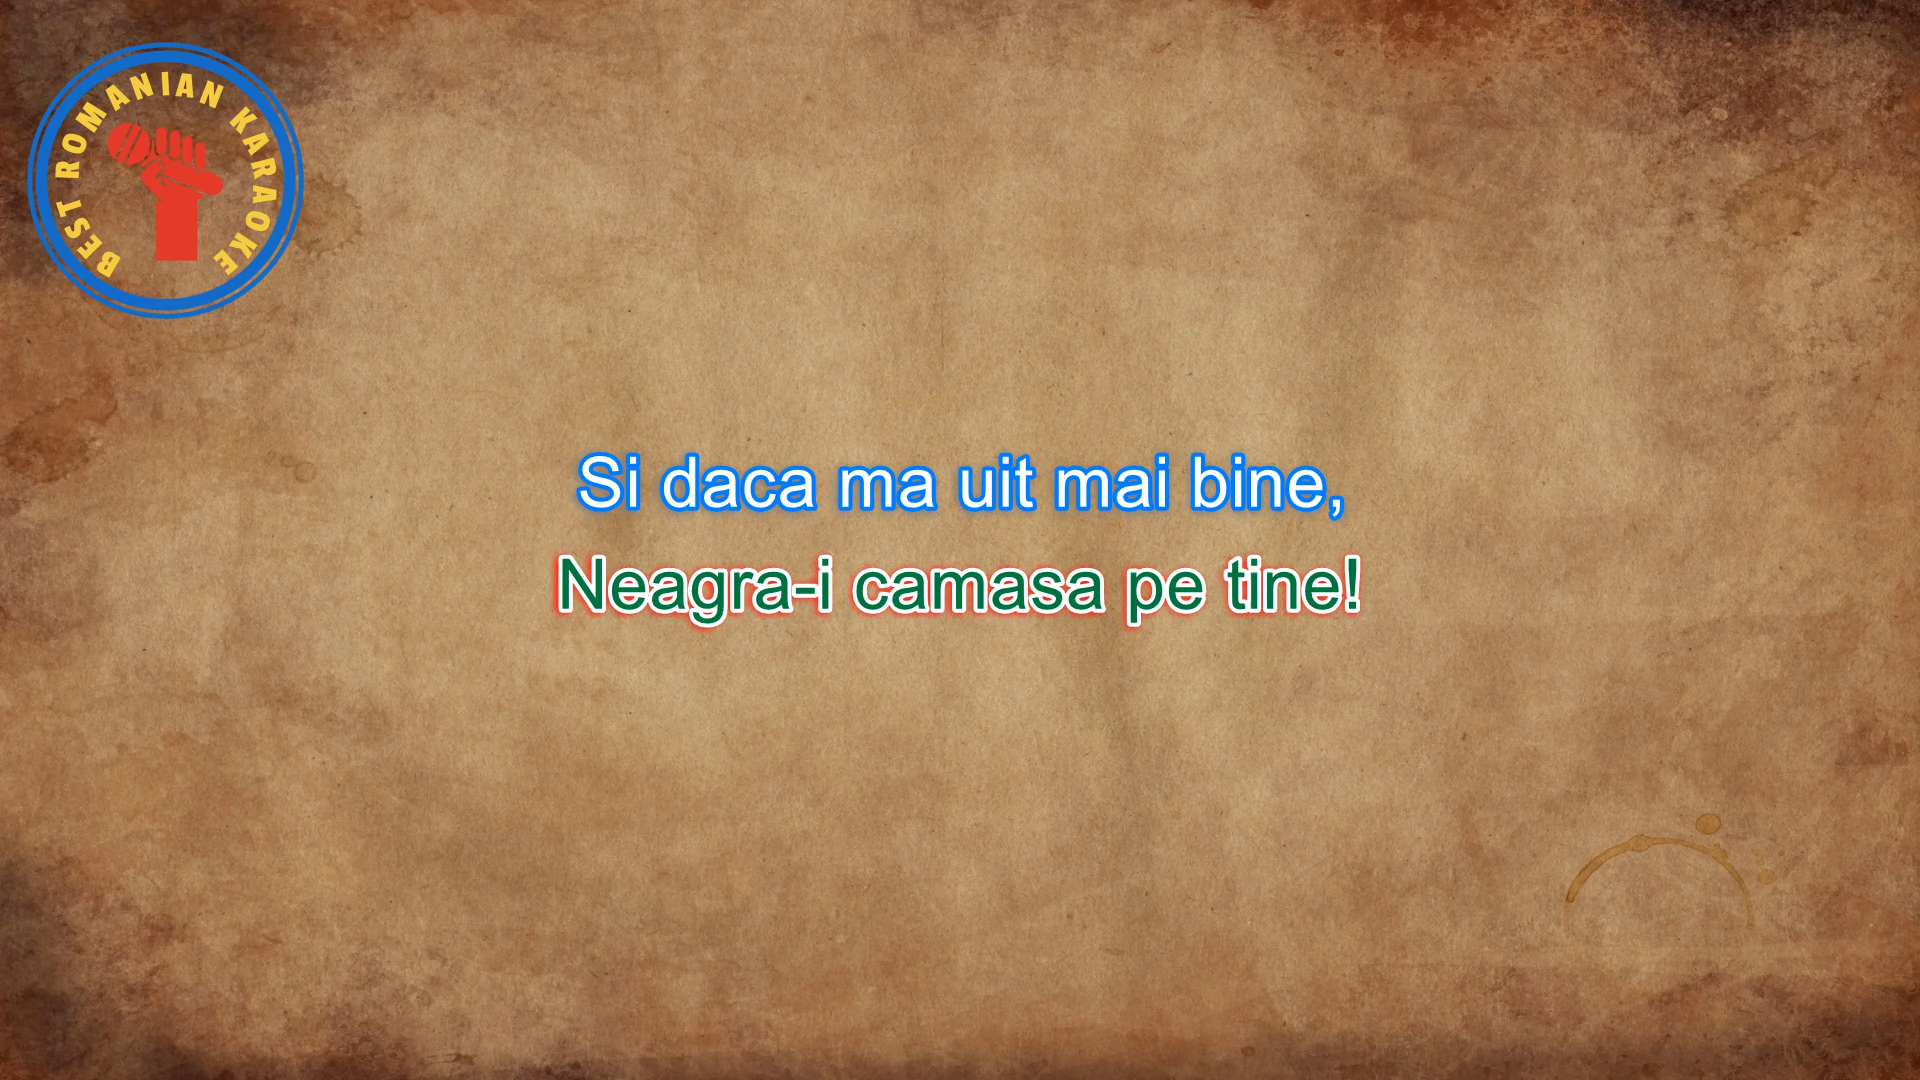 BEST ROMANIAN KARAOKE
Si daca ma uit mai bine,
Neagra-i camasa pe tine!